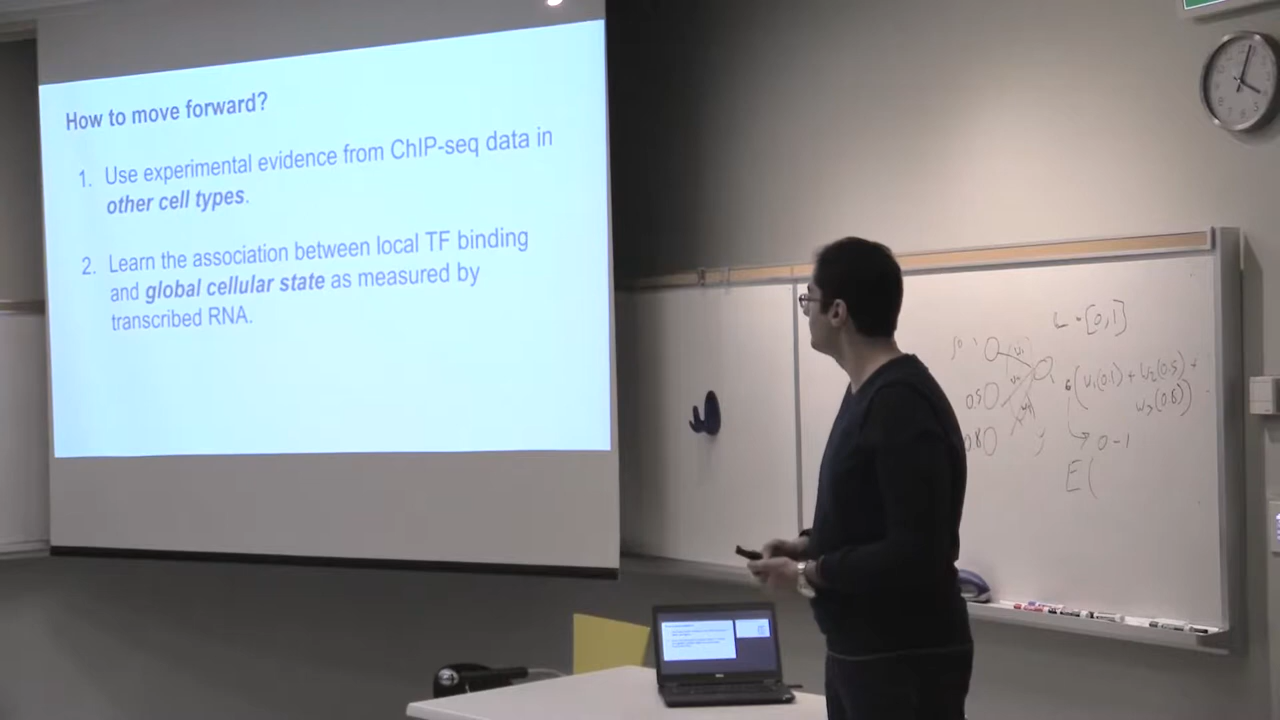 How to move forward?
1. Use experimental evidence from ChIP-seq data in
other cell types.
2. Learn the association between local TF binding
and global cellular state as measured by
transcribed RNA.
[0,1]
0.5
(w₁(0.1) + w₂(0.5) +
w₃(0.8))
0.8
0-1
E(